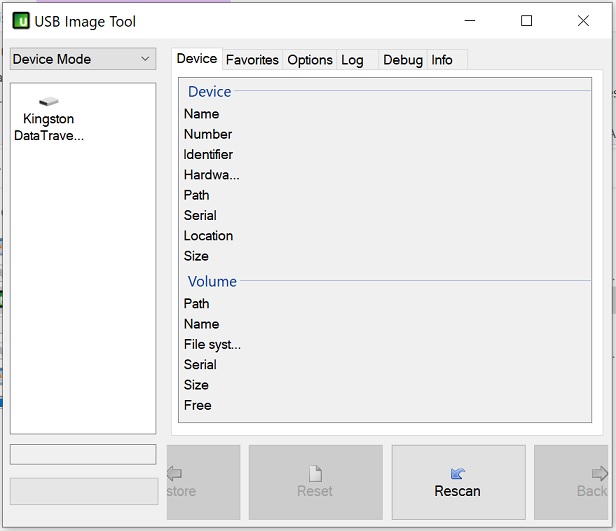 USB Image Tool
Device Mode
Kingston
DataTrave...
Device Favorites Options Log Debug Info
Device
Name
Number
Identifier
Hardwa...
Path
Serial
Location
Size
Volume
Path
Name
File syst...
Serial
Size
Free
store
Reset
Rescan
Back